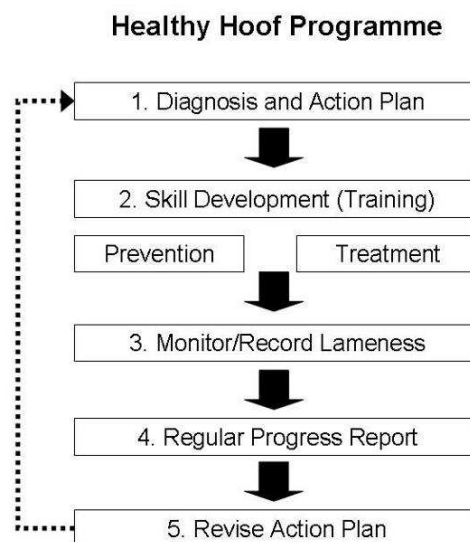 Healthy Hoof Programme
1. Diagnosis and Action Plan
2. Skill Development (Training)
Prevention
Treatment
3. Monitor/Record Lameness
4. Regular Progress Report
5. Revise Action Plan